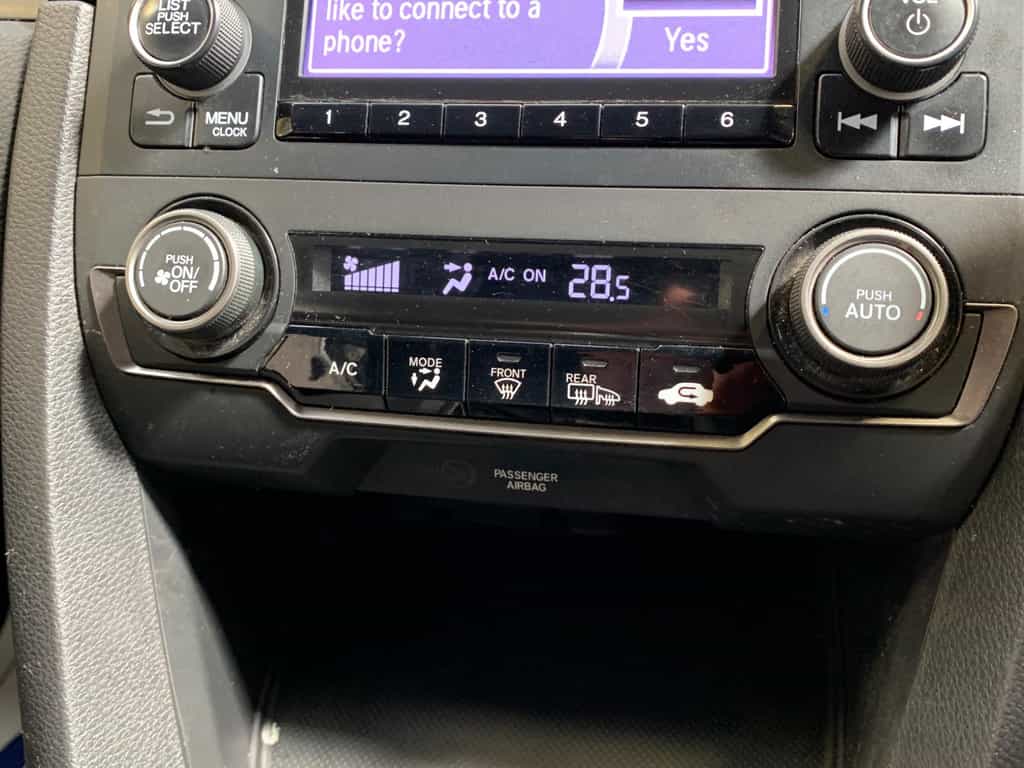 LIST
PUSH
SELECT
like to connect to a
phone?
Yes
VOL
MENU
CLOCK
1 2 3 4 5 6
PUSH
ON/
OFF
A/C ON 28.5
PUSH
AUTO
A/C
MODE
FRONT
REAR
PASSENGER
AIRBAG